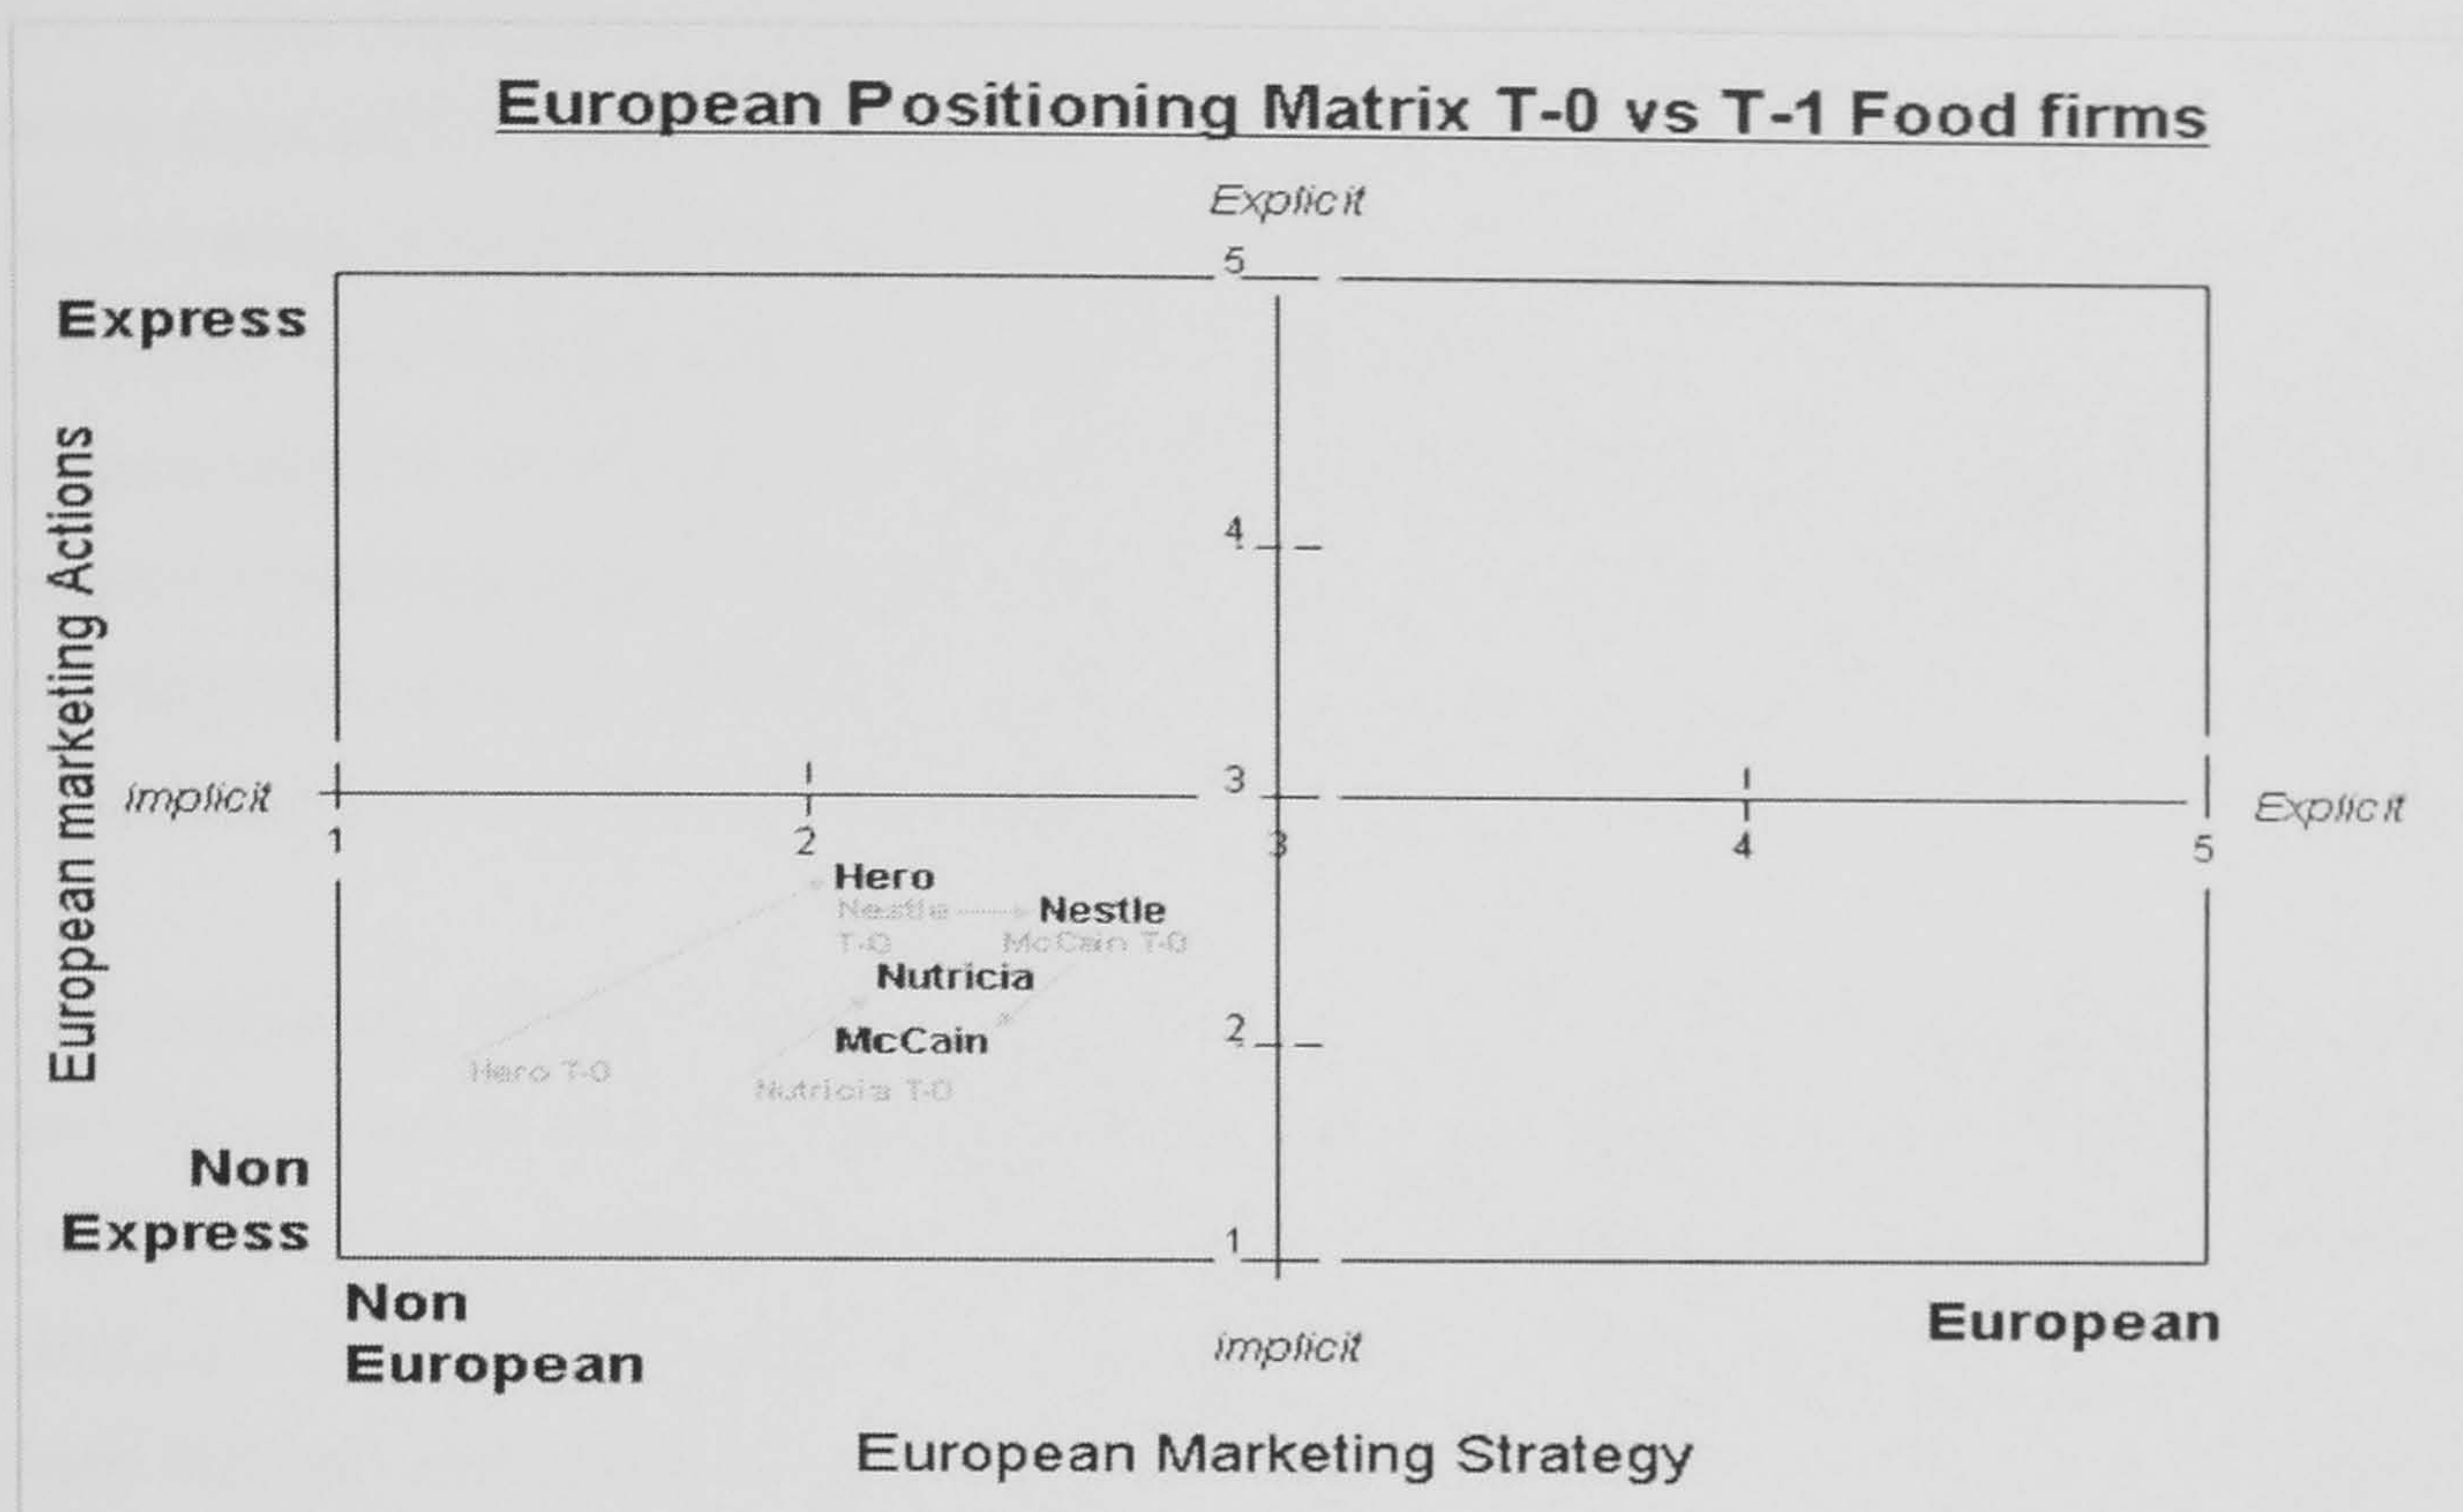 European Positioning Matrix T-0 vs T-1 Food firms
Explicit
5
Express
4
European marketing Actions
3
implicit
Explicit
1
2
3
4
5
Hero
Nestle
Nestle
T-0
McCain T-0
Nutricia
2
McCain
Hero T-0
Nutricia T-0
Non
Express
1
Non
European
European
implicit
European Marketing Strategy